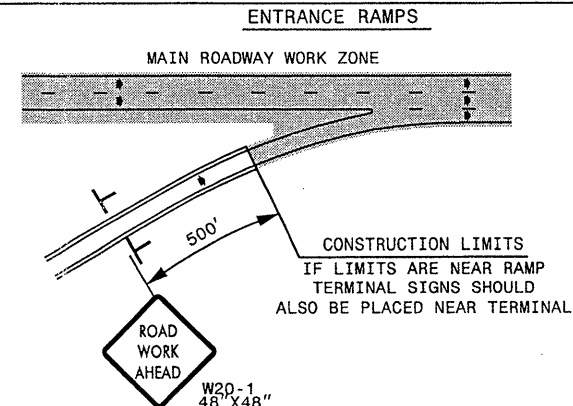 ENTRANCE RAMPS
MAIN ROADWAY WORK ZONE
500'
CONSTRUCTION LIMITS
IF LIMITS ARE NEAR RAMP
TERMINAL SIGNS SHOULD
ALSO BE PLACED NEAR TERMINAL
ROAD
WORK
AHEAD
W20-1
48"X48"